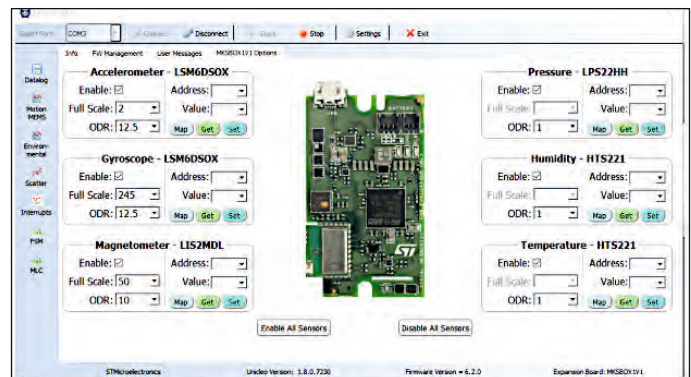 COM3 Disconnect Stop Settings Exit
Info FW Management User Messages MKSBOX1V1 Options
Datalog
Motion
MEMS
Environ-
mental
Scatter
Interrupts
FSM
MLC
Accelerometer - LSM6DSOX
Enable: Address:
Full Scale: 2 Value:
ODR: 12.5 Map Get Set
Gyroscope - LSM6DSOX
Enable: Address:
Full Scale: 245 Value:
ODR: 12.5 Map Get Set
Magnetometer - LIS2MDL
Enable: Address:
Full Scale: 50 Value:
ODR: 10 Map Get Set
BATTERY
ST
Pressure - LPS22HH
Enable: Address:
Full Scale: Value:
ODR: 1 Map Get Set
Humidity - HTS221
Enable: Address:
Full Scale: Value:
ODR: 1 Map Get Set
Temperature - HTS221
Enable: Address:
Full Scale: Value:
ODR: 1 Map Get Set
Enable All Sensors Disable All Sensors
STMicroelectronics Unicleo Version: 1.8.0.7230 Firmware Version = 6.2.0 Expansion Board: MKSBOX1V1